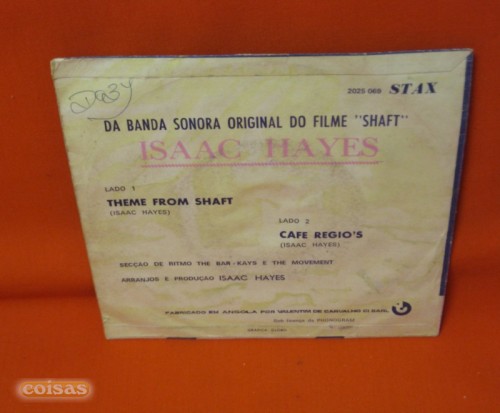 2025 069 STAX
DA BANDA SONORA ORIGINAL DO FILME "SHAFT"
ISAAC HAYES
LADO 1
THEME FROM SHAFT
(ISAAC HAYES)
LADO 2
CAFE REGIO'S
(ISAAC HAYES)
SECÇÃO DE RITMO THE BAR-KAYS E THE MOVEMENT
ARRANJOS E PRODUÇÃO ISAAC HAYES
FABRICADO EM ANGOLA POR VALENTIM DE CARVALHO CI SARL
coisas